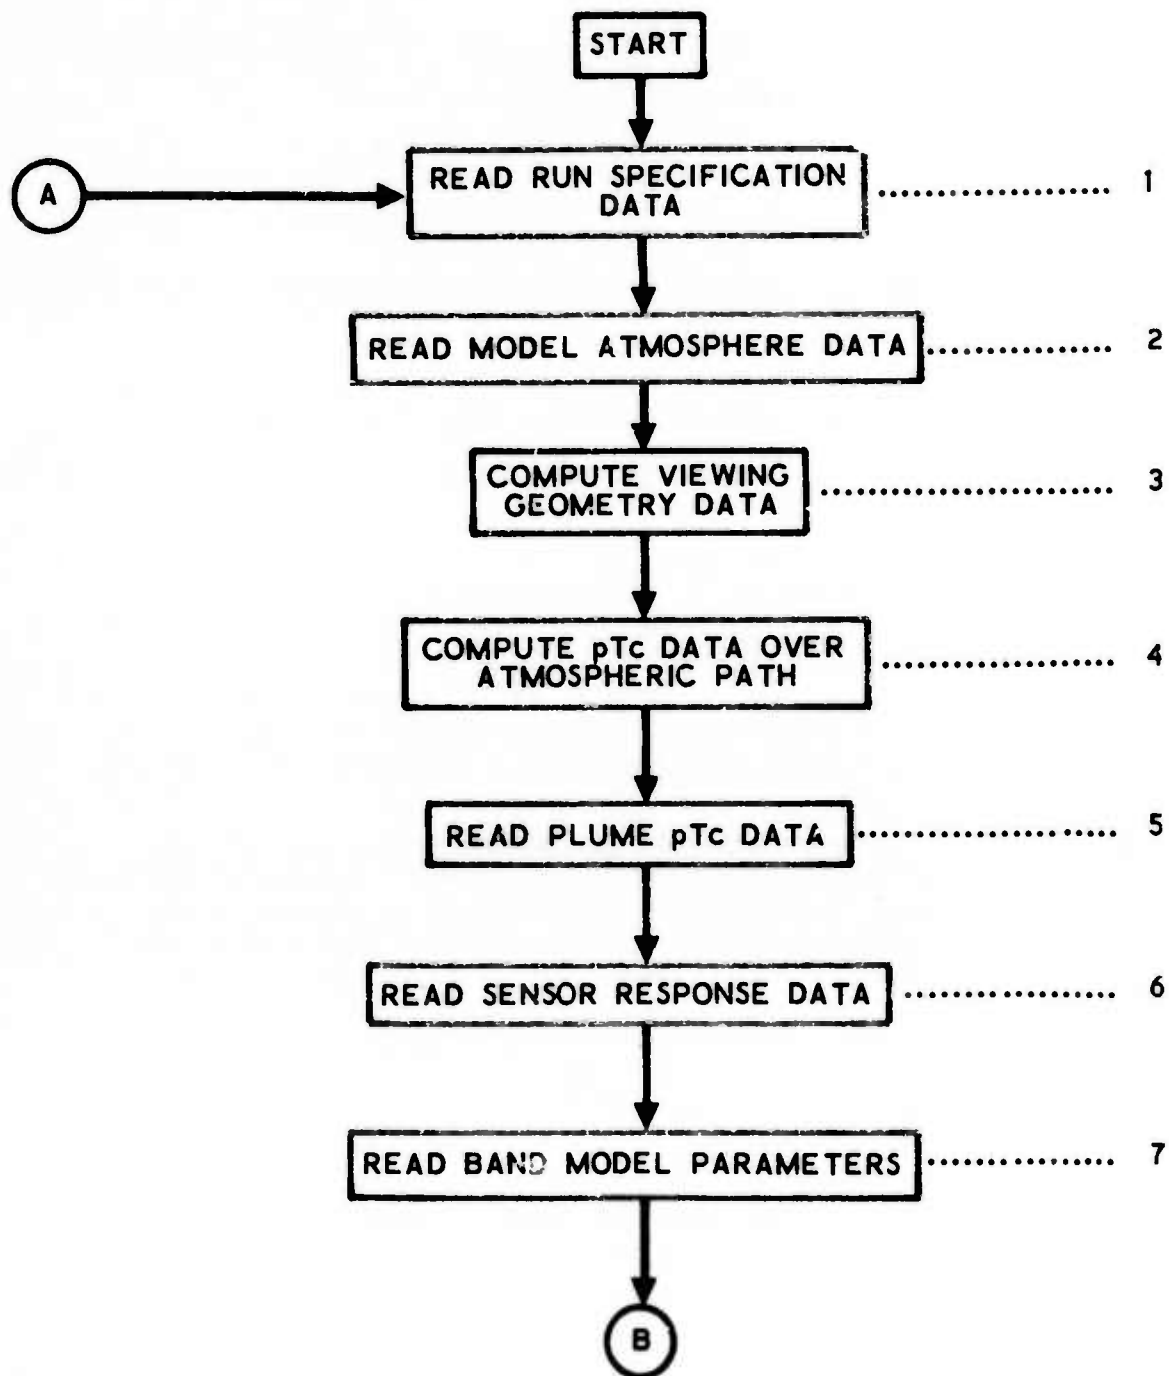 START
A
READ RUN SPECIFICATION
DATA
1
READ MODEL ATMOSPHERE DATA
2
COMPUTE VIEWING
GEOMETRY DATA
3
COMPUTE pTc DATA OVER
ATMOSPHERIC PATH
4
READ PLUME pTc DATA
5
READ SENSOR RESPONSE DATA
6
READ BAND MODEL PARAMETERS
7
B